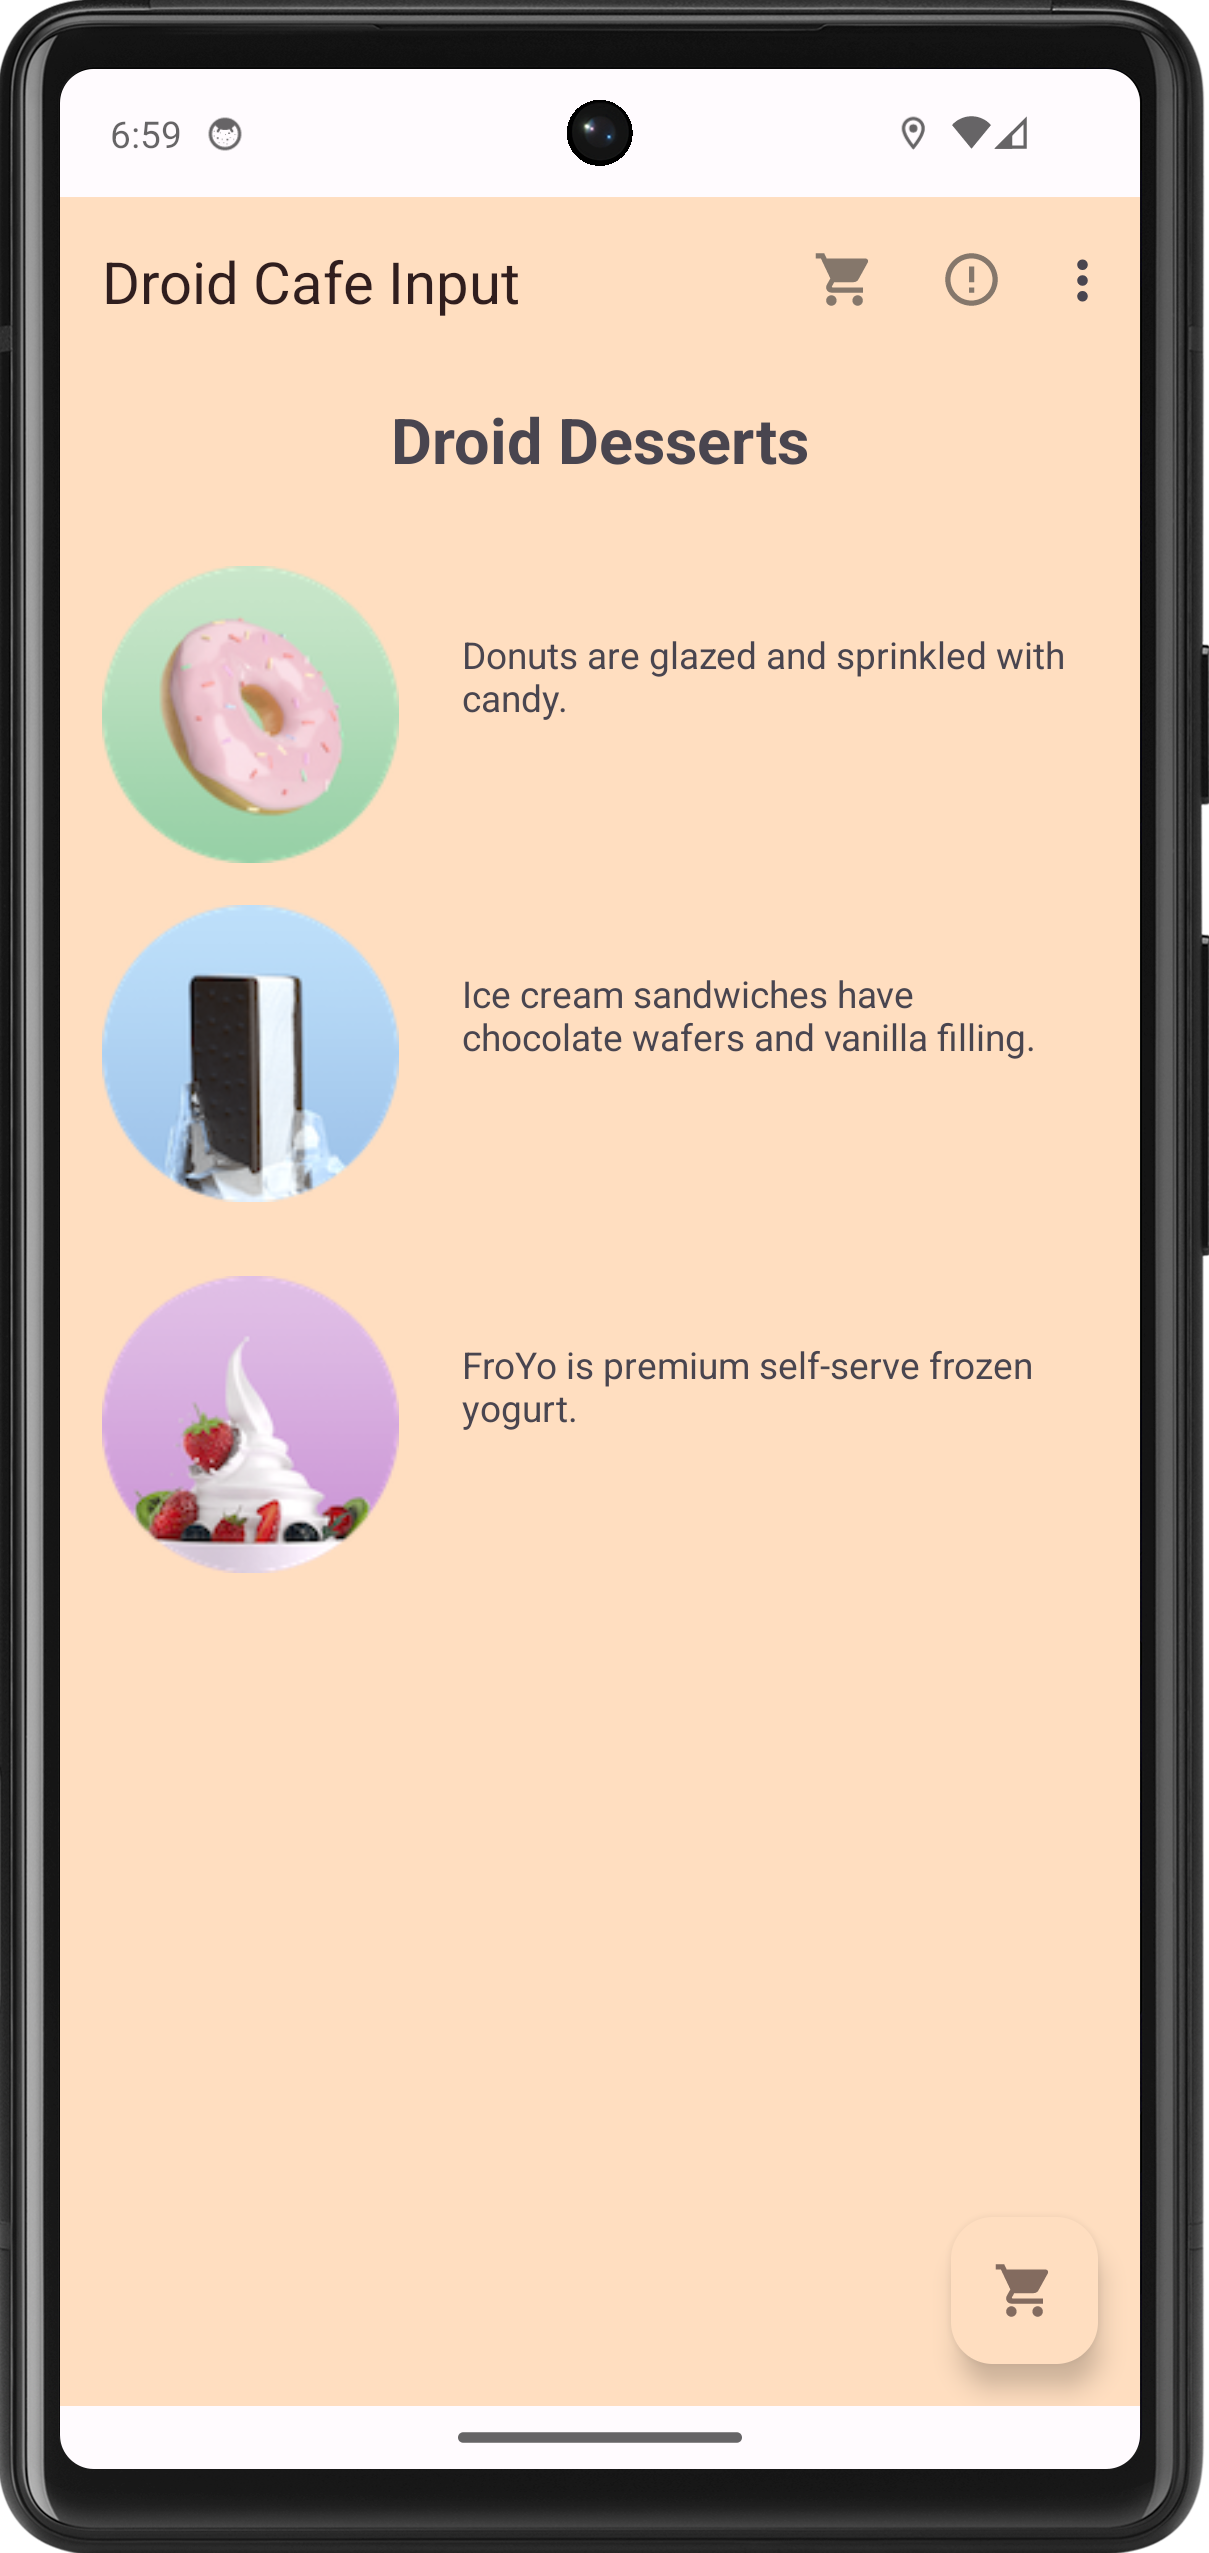 6:59
Droid Cafe Input
Droid Desserts
Donuts are glazed and sprinkled with
candy.
Ice cream sandwiches have
chocolate wafers and vanilla filling.
FroYo is premium self-serve frozen
yogurt.